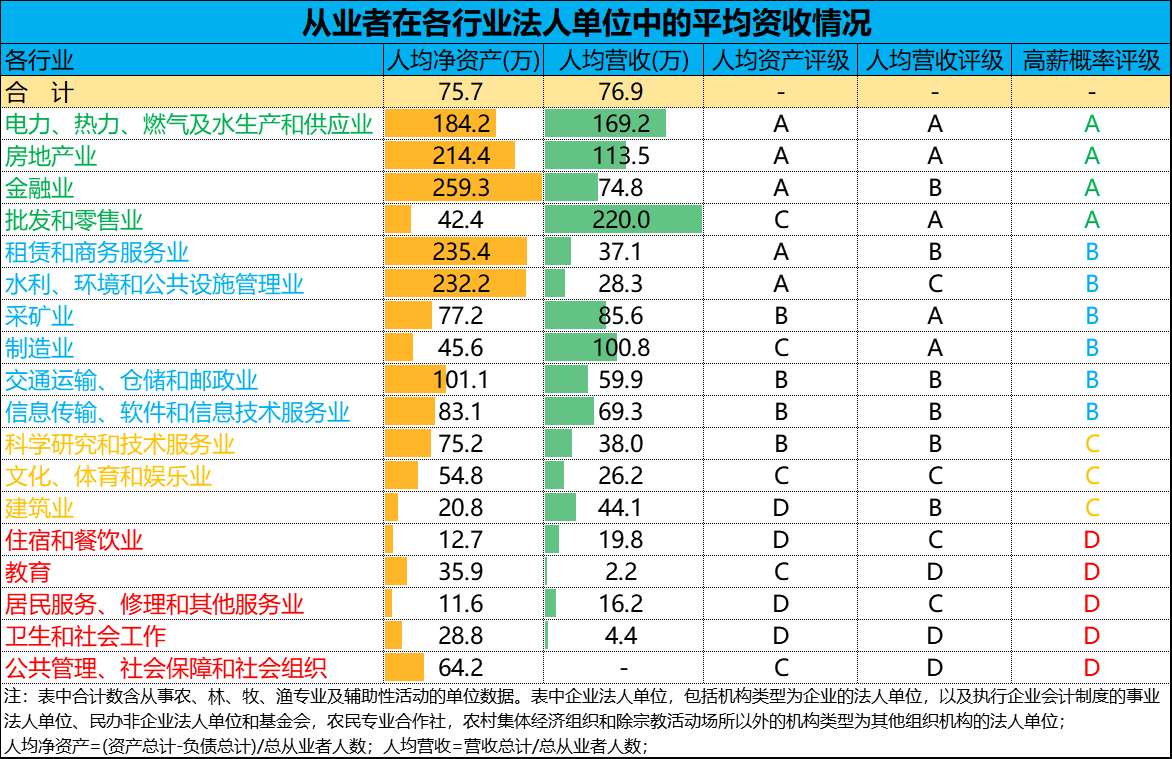 从业者在各行业法人单位中的平均资收情况
各行业 人均净资产(万) 人均营收(万) 人均资产评级 人均营收评级 高薪概率评级
合 计 75.7 76.9 - - -
电力、热力、燃气及水生产和供应业 184.2 169.2 A A A
房地产业 214.4 113.5 A A A
金融业 259.3 74.8 A B A
批发和零售业 42.4 220.0 C A A
租赁和商务服务业 235.4 37.1 A B B
水利、环境和公共设施管理业 232.2 28.3 A C B
采矿业 77.2 85.6 B A B
制造业 45.6 100.8 C A B
交通运输、仓储和邮政业 101.1 59.9 B B B
信息传输、软件和信息技术服务业 83.1 69.3 B B B
科学研究和技术服务业 75.2 38.0 B B C
文化、体育和娱乐业 54.8 26.2 C C C
建筑业 20.8 44.1 D B C
住宿和餐饮业 12.7 19.8 D C D
教育 35.9 2.2 C D D
居民服务、修理和其他服务业 11.6 16.2 D C D
卫生和社会工作 28.8 4.4 D D D
公共管理、社会保障和社会组织 64.2 - C D D
注：表中合计数含从事农、林、牧、渔专业及辅助性活动的单位数据。表中企业法人单位，包括机构类型为企业的法人单位，以及执行企业会计制度的事业
法人单位、民办非企业法人单位和基金会，农民专业合作社，农村集体经济组织和除宗教活动场所以外的机构类型为其他组织机构的法人单位；
人均净资产=(资产总计-负债总计)/总从业者人数；人均营收=营收总计/总从业者人数；